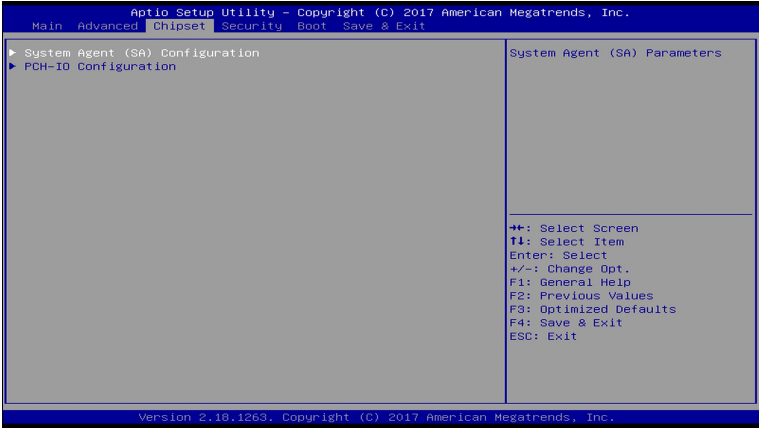 Aptio Setup Utility – Copyright (C) 2017 American Megatrends, Inc.
Main Advanced Chipset Security Boot Save & Exit
▶ System Agent (SA) Configuration
▶ PCH-IO Configuration
System Agent (SA) Parameters
→←: Select Screen
↑↓: Select Item
Enter: Select
+/-: Change Opt.
F1: General Help
F2: Previous Values
F3: Optimized Defaults
F4: Save & Exit
ESC: Exit
Version 2.18.1263. Copyright (C) 2017 American Megatrends, Inc.